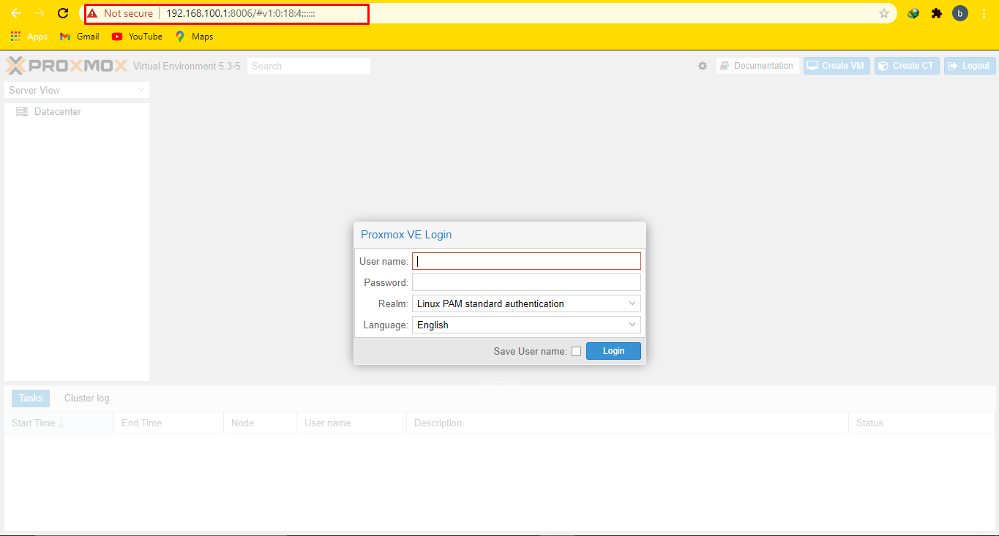 Not secure 192.168.100.1:8006/#v1:0:18:4::::::
b
Apps Gmail YouTube Maps
PROXMOX Virtual Environment 5.3-5 Search Documentation Create VM Create CT Logout
Server View
Datacenter
Proxmox VE Login
User name:
Password:
Realm: Linux PAM standard authentication
Language: English
Save User name: Login
Tasks Cluster log
Start Time End Time Node User name Description Status